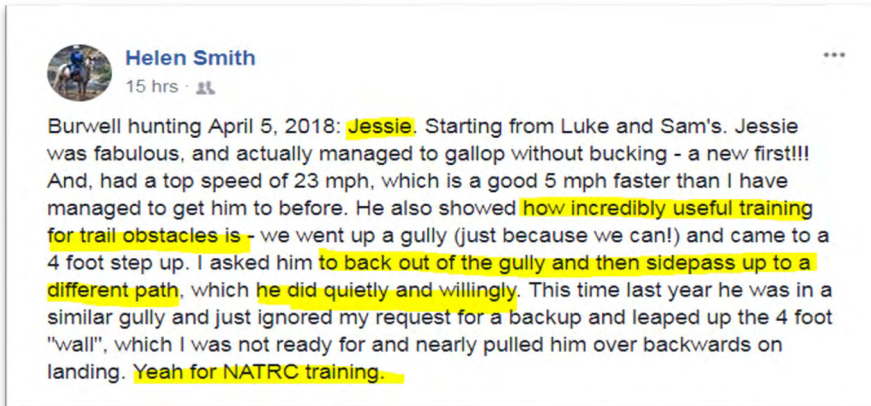 Helen Smith
15 hrs ·
Burwell hunting April 5, 2018: Jessie. Starting from Luke and Sam's. Jessie
was fabulous, and actually managed to gallop without bucking - a new first!!!
And, had a top speed of 23 mph, which is a good 5 mph faster than I have
managed to get him to before. He also showed how incredibly useful training
for trail obstacles is - we went up a gully (just because we can!) and came to a
4 foot step up. I asked him to back out of the gully and then sidepass up to a
different path, which he did quietly and willingly. This time last year he was in a
similar gully and just ignored my request for a backup and leaped up the 4 foot
"wall", which I was not ready for and nearly pulled him over backwards on
landing. Yeah for NATRC training.